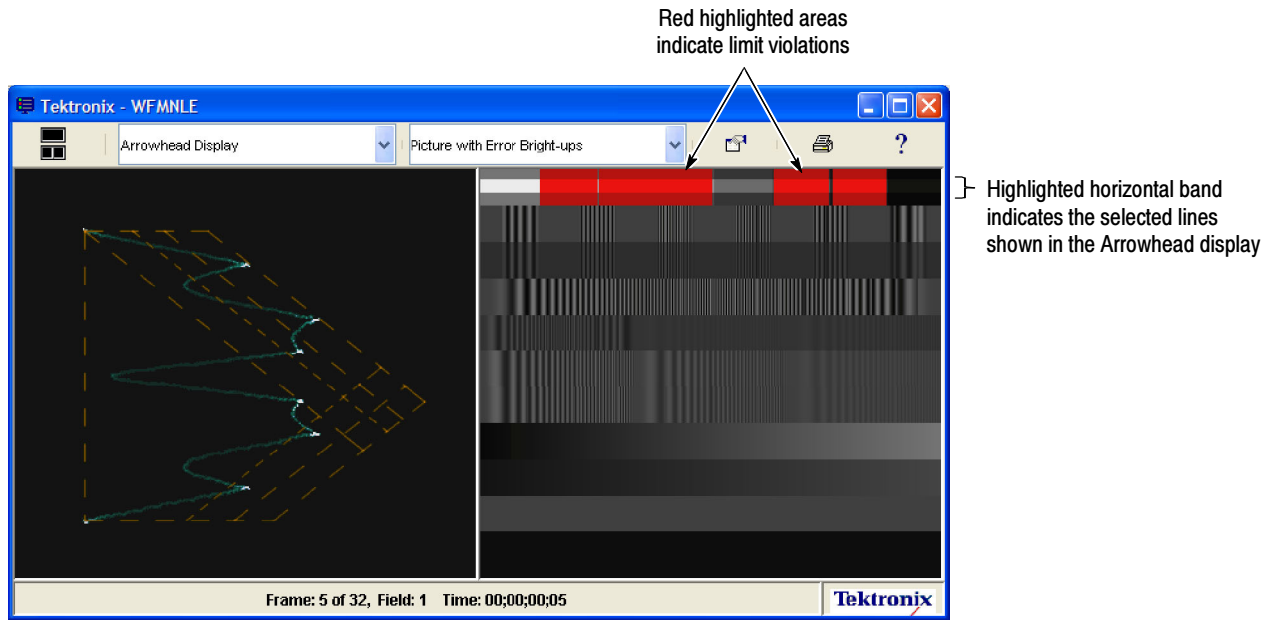 Red highlighted areas
indicate limit violations
Tektronix - WFMNLE
Arrowhead Display
Picture with Error Bright-ups
?
Highlighted horizontal band
indicates the selected lines
shown in the Arrowhead display
Frame: 5 of 32, Field: 1 Time: 00;00;00;05
Tektronix